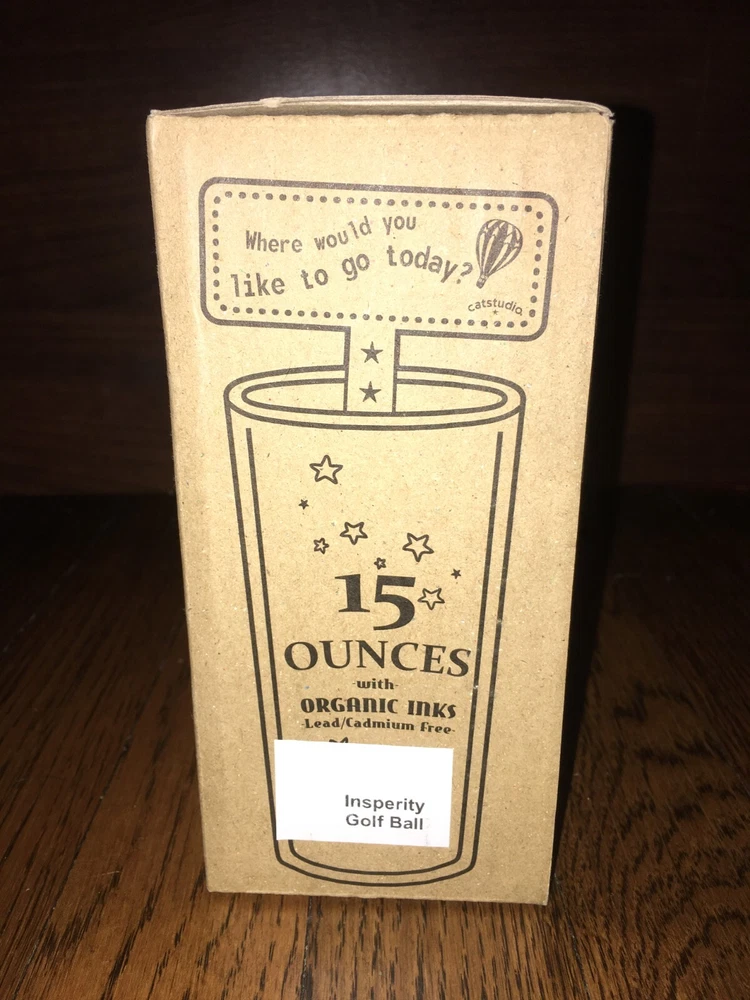 Where would you
like to go today?
catstudio
15
OUNCES
-with-
ORGANIC INKS
-Lead/Cadmium Free-
Insperity
Golf Ball